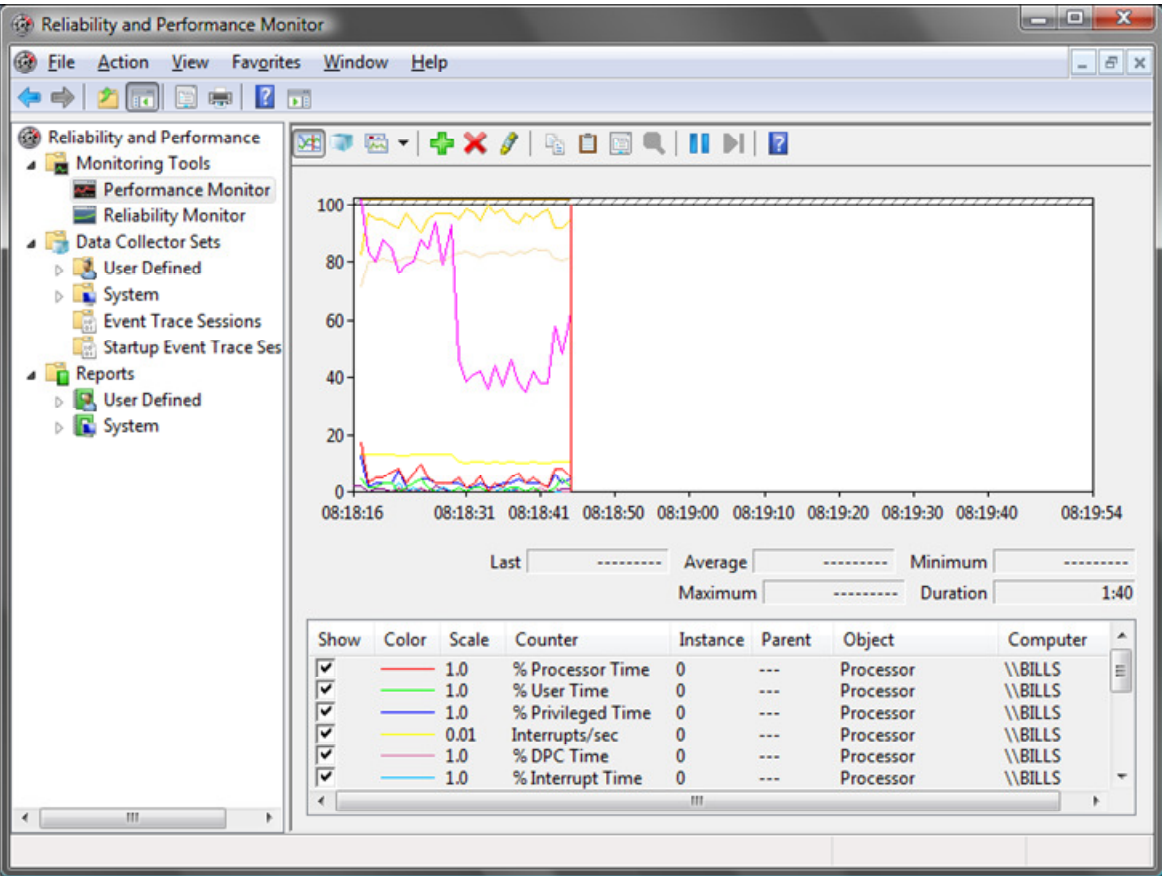 Reliability and Performance Monitor
File Action View Favorites Window Help
Reliability and Performance
Monitoring Tools
Performance Monitor
Reliability Monitor
Data Collector Sets
User Defined
System
Event Trace Sessions
Startup Event Trace Ses
Reports
User Defined
System
100
80
60
40
20
0
08:18:16 08:18:31 08:18:41 08:18:50 08:19:00 08:19:10 08:19:20 08:19:30 08:19:40 08:19:54
Last --------- Average --------- Minimum ---------
Maximum --------- Duration 1:40
Show Color Scale Counter Instance Parent Object Computer
1.0 % Processor Time 0 --- Processor \\BILLS
1.0 % User Time 0 --- Processor \\BILLS
1.0 % Privileged Time 0 --- Processor \\BILLS
0.01 Interrupts/sec 0 --- Processor \\BILLS
1.0 % DPC Time 0 --- Processor \\BILLS
1.0 % Interrupt Time 0 --- Processor \\BILLS